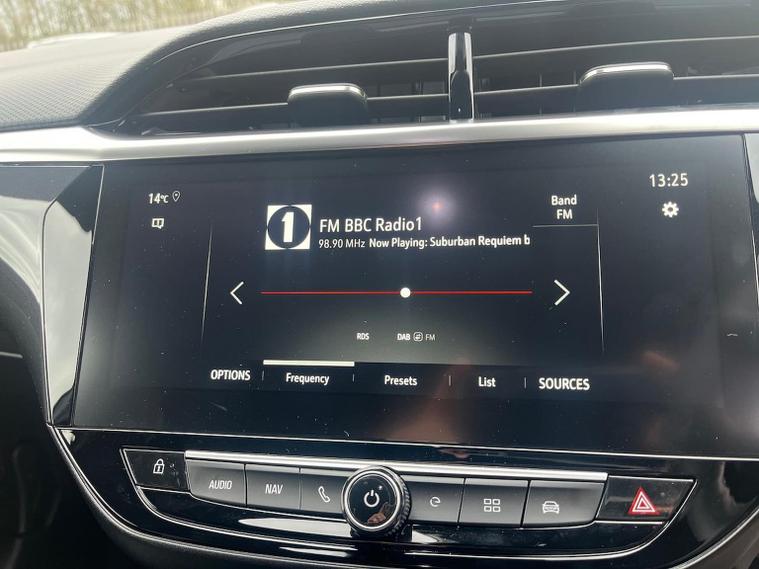 14°C
13:25
1
FM BBC Radio1
Band
FM
98.90 MHz Now Playing: Suburban Requiem b
RDS DAB FM
OPTIONS Frequency Presets List SOURCES
AUDIO NAV